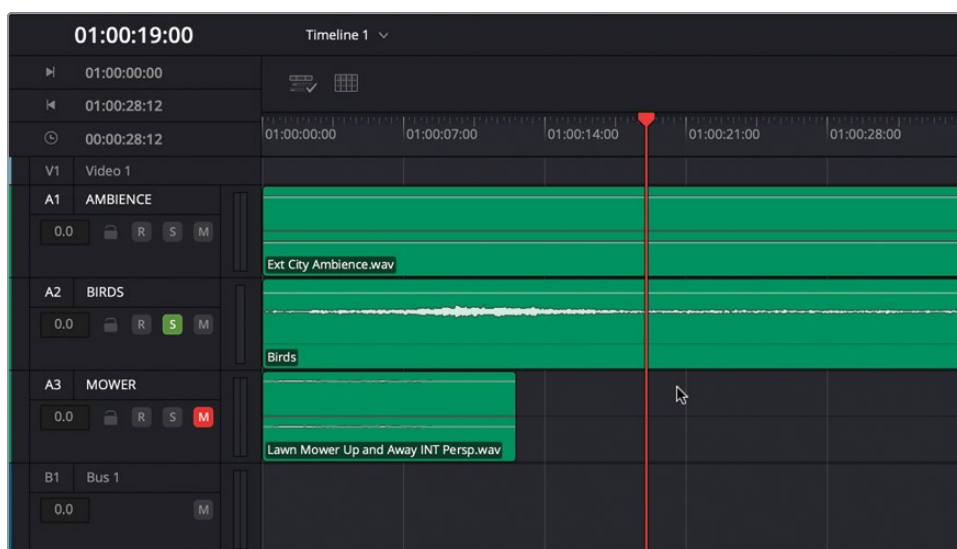 01:00:19:00 Timeline 1
01:00:00:00
01:00:28:12
00:00:28:12
01:00:00:00 01:00:07:00 01:00:14:00 01:00:21:00 01:00:28:00
V1 Video 1
A1 AMBIENCE
0.0 R S M
Ext City Ambience.wav
A2 BIRDS
0.0 R S M
Birds
A3 MOWER
0.0 R S M
Lawn Mower Up and Away INT Persp.wav
B1 Bus 1
0.0 M